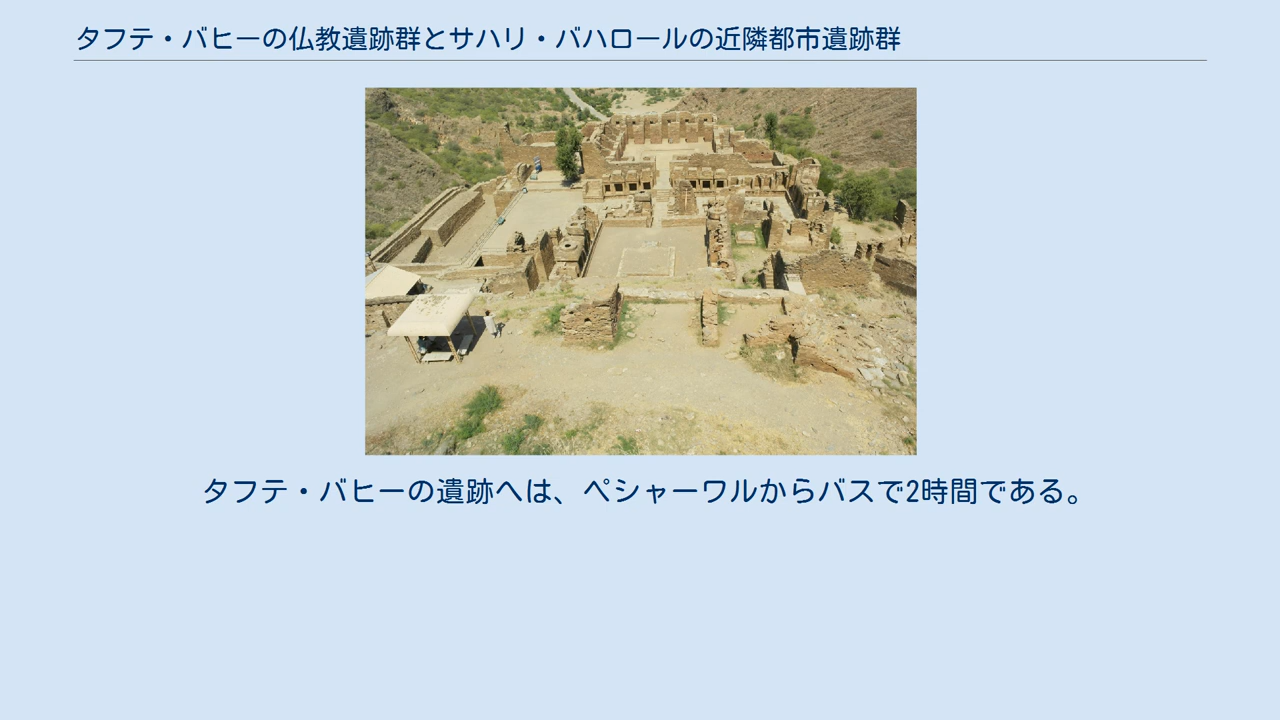 タフテ・バヒーの仏教遺跡群とサハリ・バハロールの近隣都市遺跡群
タフテ・バヒーの遺跡へは、ペシャーワルからバスで2時間である。